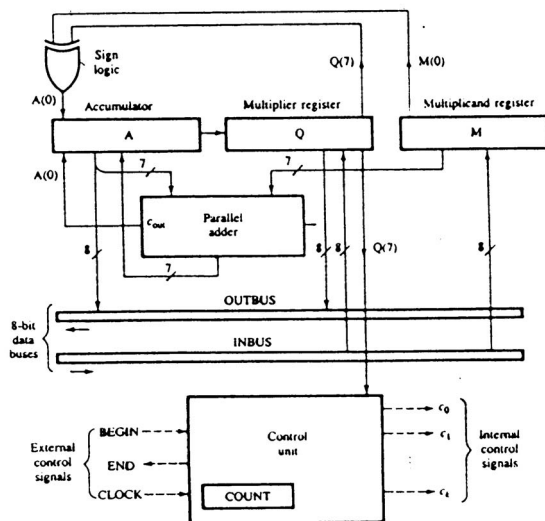 Sign
logic
Q(7)
M(0)
A(0)
Accumulator
Multiplier register
Multiplicand register
A
Q
M
A(0)
7
7
c_out
Parallel
adder
8
7
8
8
Q(7)
8
OUTBUS
8-bit
data
buses
INBUS
External
control
signals
BEGIN
END
CLOCK
Control
unit
COUNT
c_0
c_1
c_k
Internal
control
signals